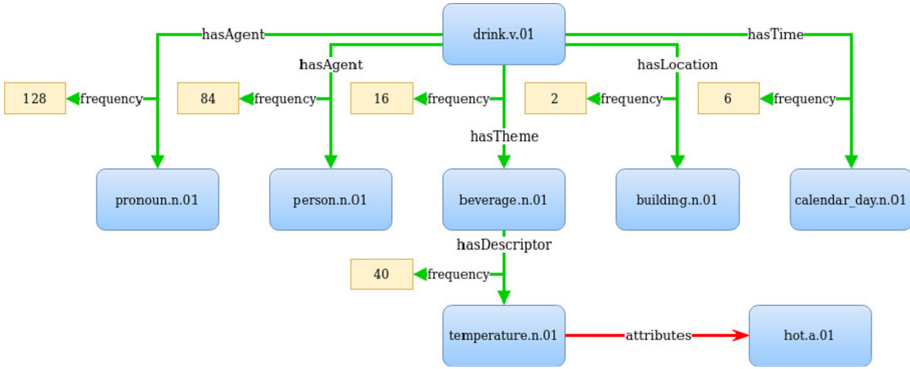 drink.v.01
hasAgent
hasTime
hasAgent
hasLocation
128
frequency
84
frequency
16
frequency
2
frequency
6
frequency
hasTheme
pronoun.n.01
person.n.01
beverage.n.01
building.n.01
calendar_day.n.01
hasDescriptor
40
frequency
temperature.n.01
attributes
hot.a.01